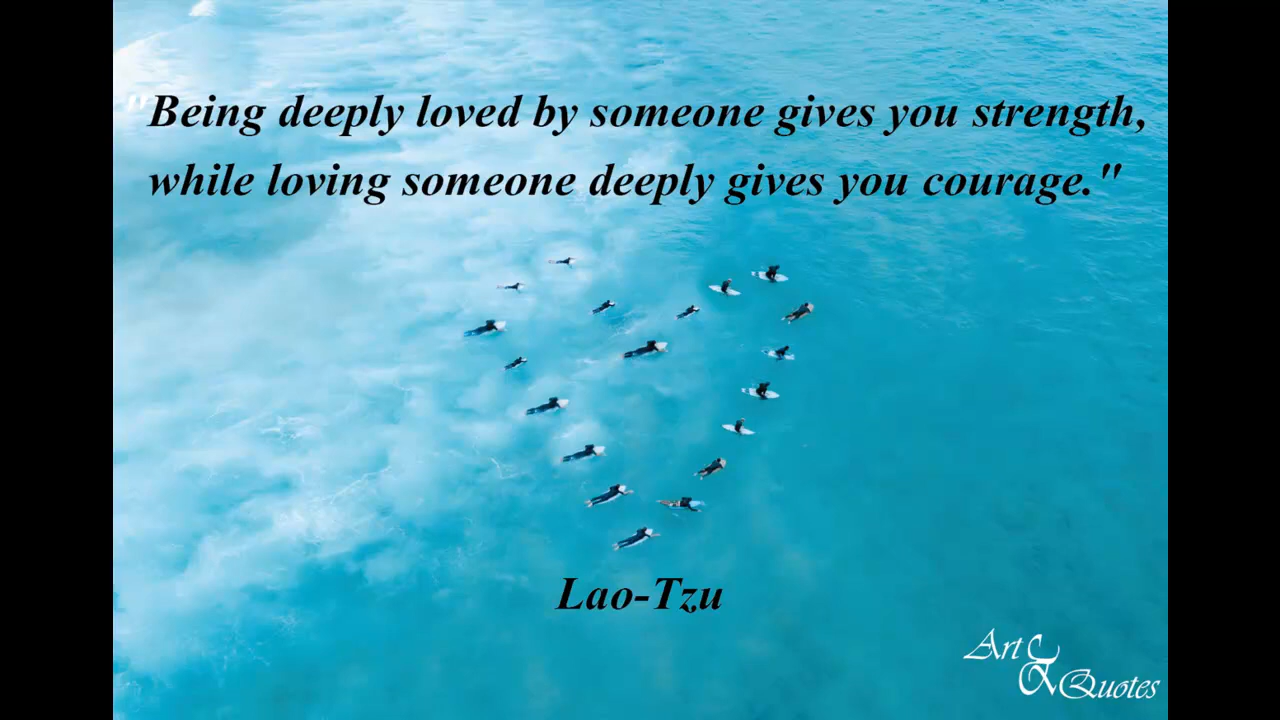 "Being deeply loved by someone gives you strength,
while loving someone deeply gives you courage."
Lao-Tzu
Art &
Quotes